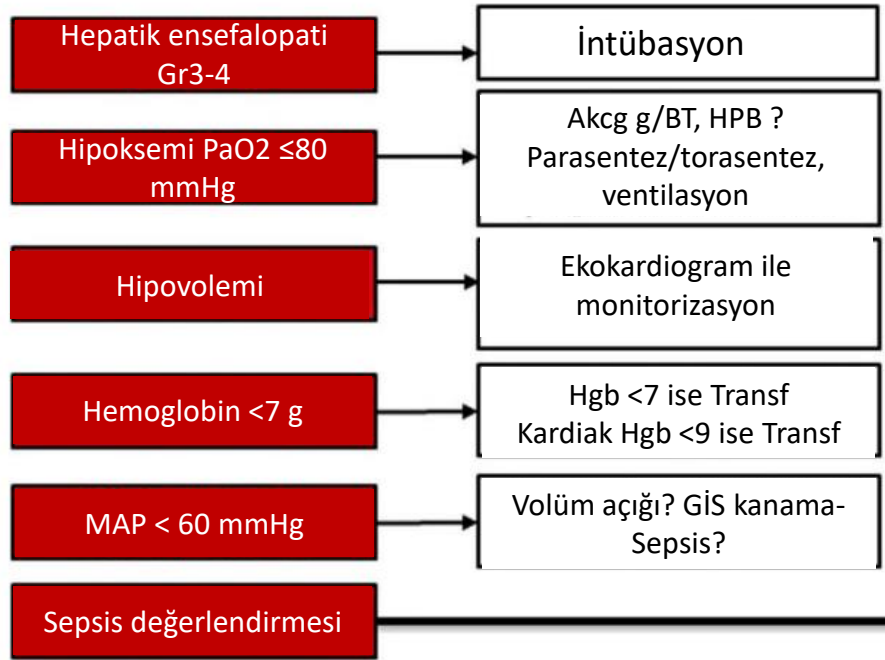 Hepatik ensefalopati
Gr3-4
İntübasyon
Hipoksemi PaO2 ≤80
mmHg
Akcg g/BT, HPB ?
Parasentez/torasentez,
ventilasyon
Hipovolemi
Ekokardiogram ile
monitorizasyon
Hemoglobin <7 g
Hgb <7 ise Transf
Kardiak Hgb <9 ise Transf
MAP < 60 mmHg
Volüm açığı? GİS kanama-
Sepsis?
Sepsis değerlendirmesi